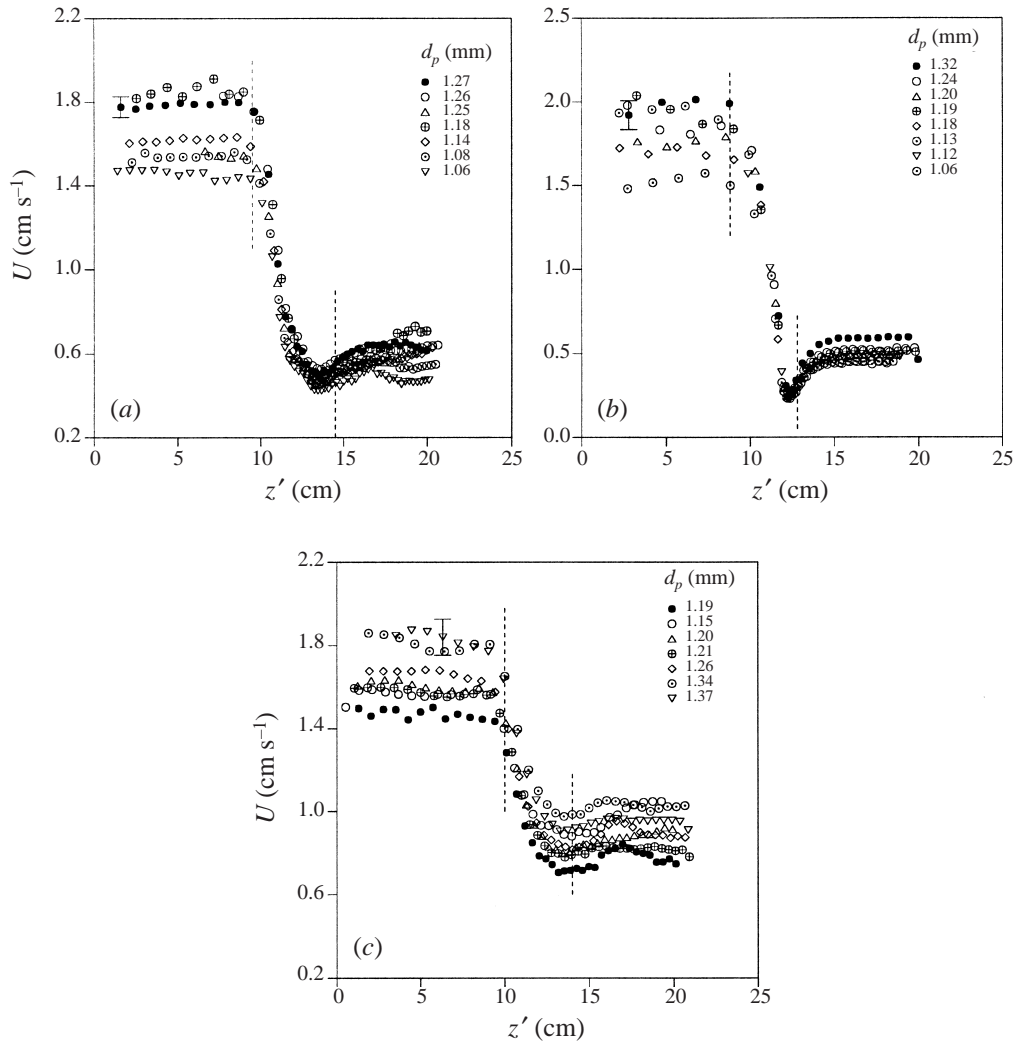 2.2
1.8
1.4
1.0
0.6
0.2
U (cm s⁻¹)
0 5 10 15 20 25
z′ (cm)
(a)
d_p (mm)
1.27
1.26
1.25
1.18
1.14
1.08
1.06
2.5
2.0
1.5
1.0
0.5
0.0
0 5 10 15 20 25
z′ (cm)
(b)
d_p (mm)
1.32
1.24
1.20
1.19
1.18
1.13
1.12
1.06
2.2
1.8
1.4
1.0
0.6
0.2
U (cm s⁻¹)
0 5 10 15 20 25
z′ (cm)
(c)
d_p (mm)
1.19
1.15
1.20
1.21
1.26
1.34
1.37